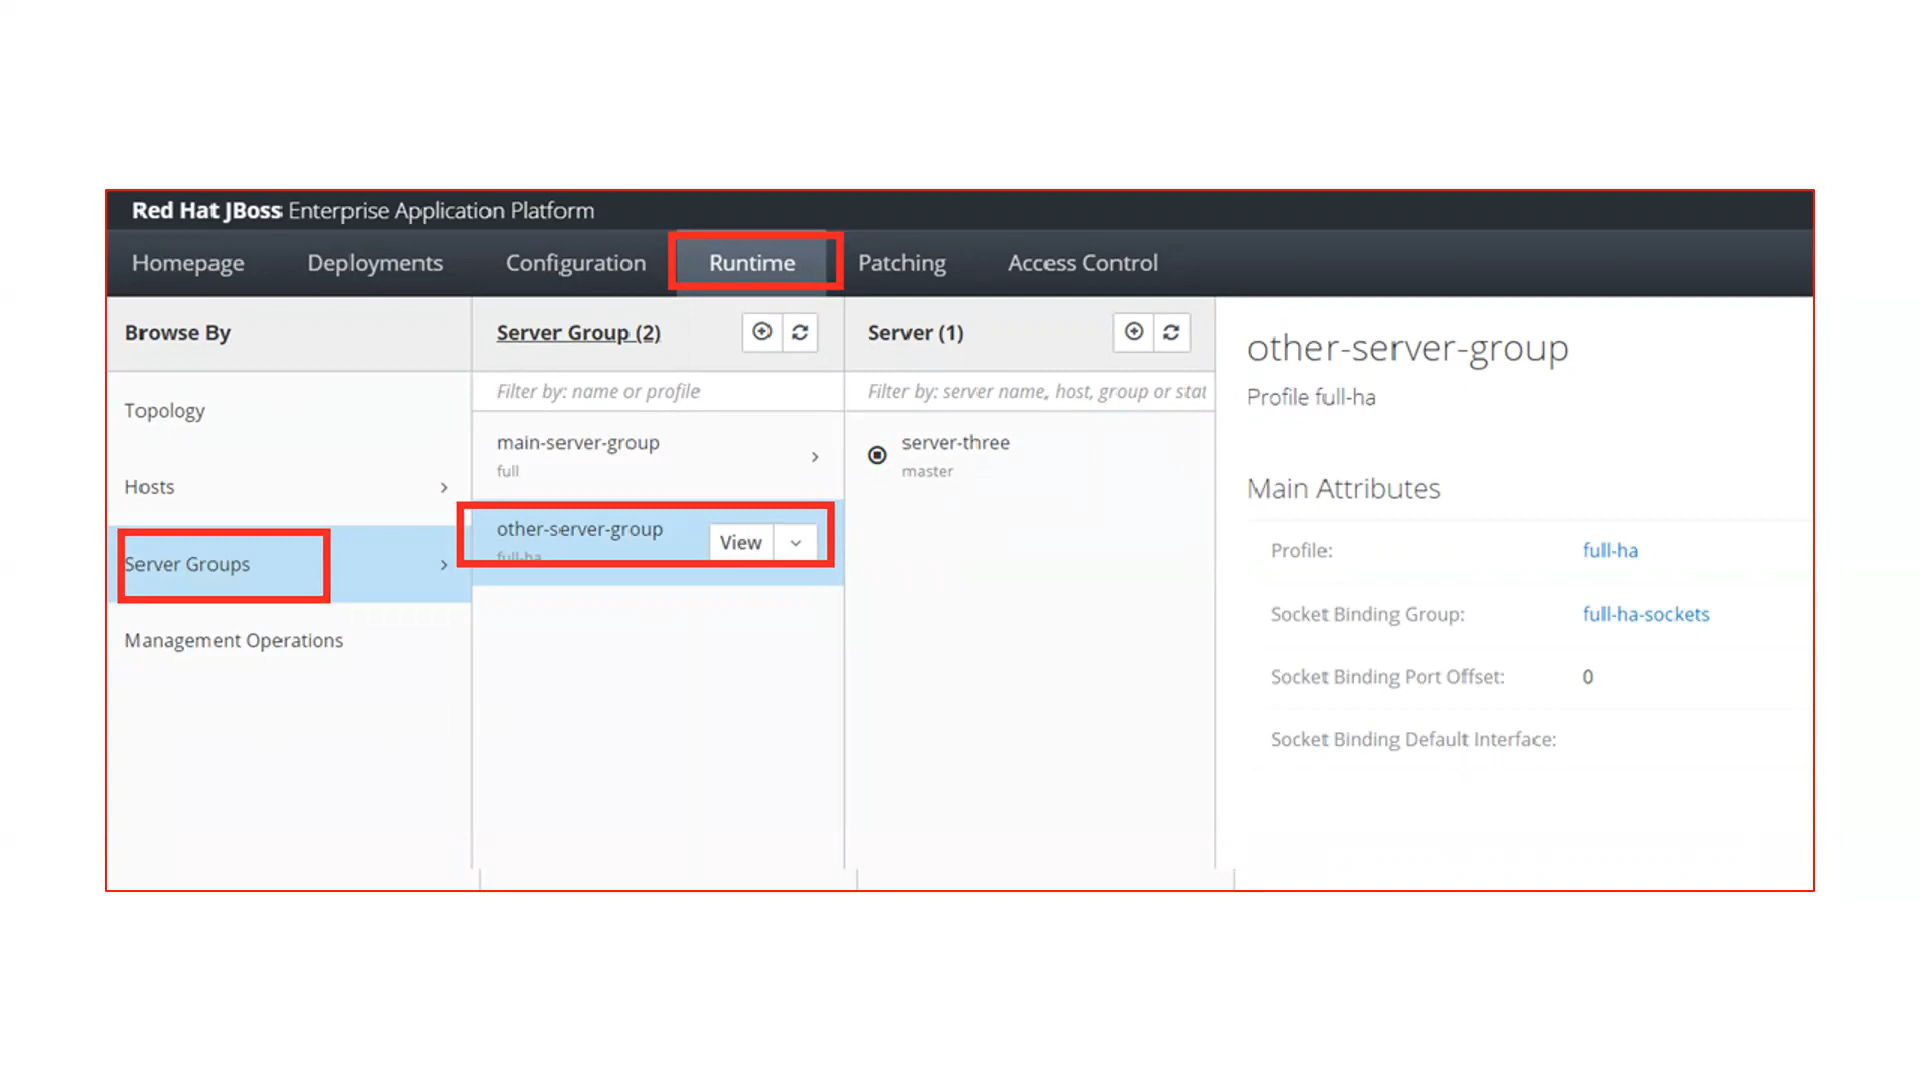 Red Hat JBoss Enterprise Application Platform
Homepage Deployments Configuration Runtime Patching Access Control
Browse By
Topology
Hosts
Server Groups
Management Operations
Server Group (2)
Filter by: name or profile
main-server-group
full
other-server-group
full-ha
View
Server (1)
Filter by: server name, host, group or stat
server-three
master
other-server-group
Profile full-ha
Main Attributes
Profile: full-ha
Socket Binding Group: full-ha-sockets
Socket Binding Port Offset: 0
Socket Binding Default Interface: